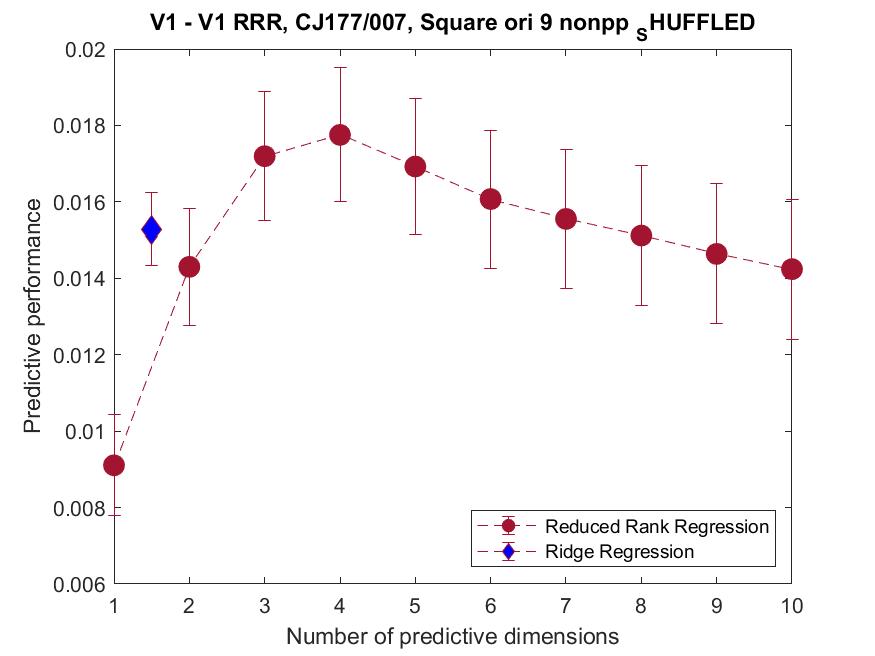 V1 - V1 RRR, CJ177/007, Square ori 9 nonpp SHUFFLED
0.02
0.018
0.016
0.014
0.012
0.01
0.008
0.006
Predictive performance
1 2 3 4 5 6 7 8 9 10
Number of predictive dimensions
Reduced Rank Regression
Ridge Regression